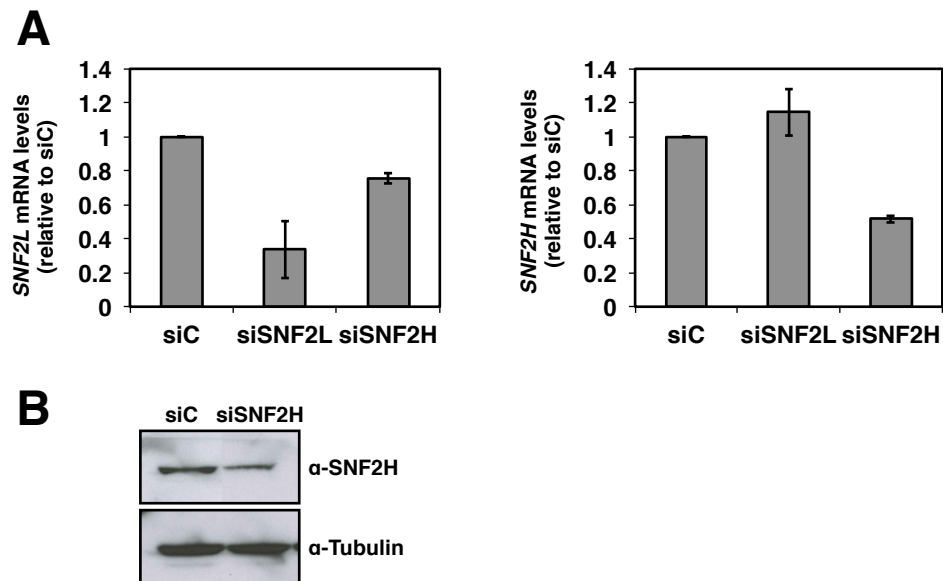 A
SNF2L mRNA levels
(relative to siC)
1.4
1.2
1
0.8
0.6
0.4
0.2
0
siC siSNF2L siSNF2H
SNF2H mRNA levels
(relative to siC)
1.4
1.2
1
0.8
0.6
0.4
0.2
0
siC siSNF2L siSNF2H
B
siC siSNF2H
α-SNF2H
α-Tubulin